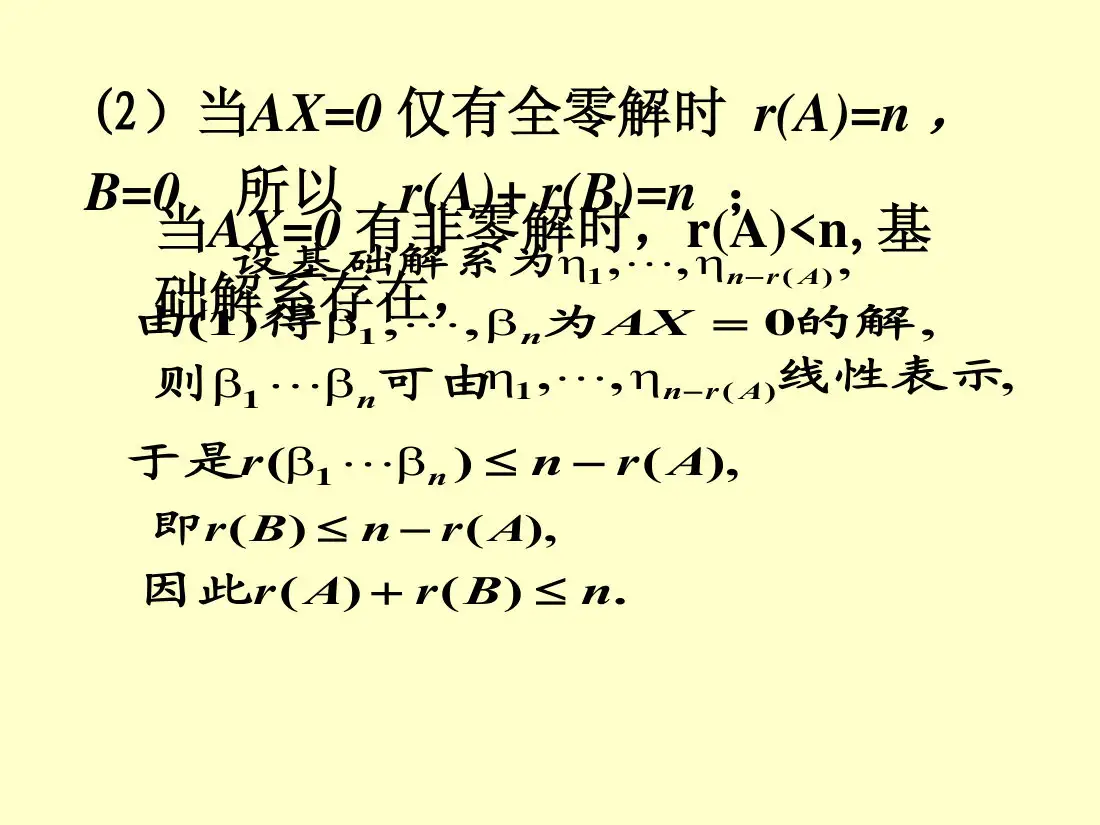 (2)当AX=0 仅有全零解时 r(A)=n，
B=0 所以 r(A)+ r(B)=n ；
当AX=0 有非零解时，r(A)<n, 基
设基础解系为η₁,⋯,ηₙ₋ᵣ₍A₎,
础解系存在，
由(1)得β₁,⋯,βₙ为AX = 0的解,
则β₁⋯βₙ可由η₁,⋯,ηₙ₋ᵣ₍A₎线性表示,
于是r(β₁⋯βₙ) ≤ n − r(A),
即r(B) ≤ n − r(A),
因此r(A) + r(B) ≤ n.